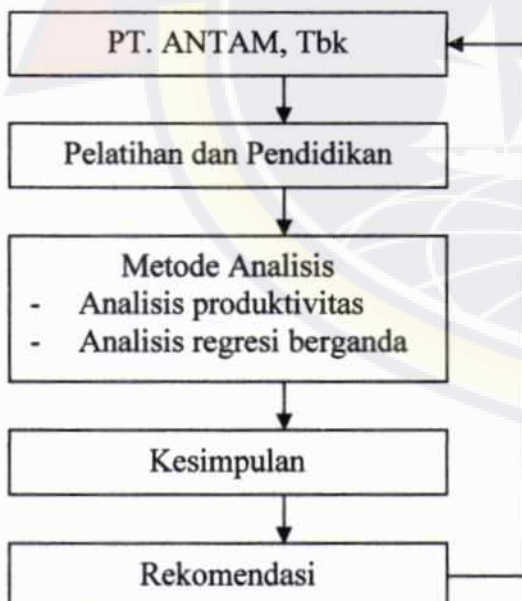 PT. ANTAM, Tbk
Pelatihan dan Pendidikan
Metode Analisis
- Analisis produktivitas
- Analisis regresi berganda
Kesimpulan
Rekomendasi